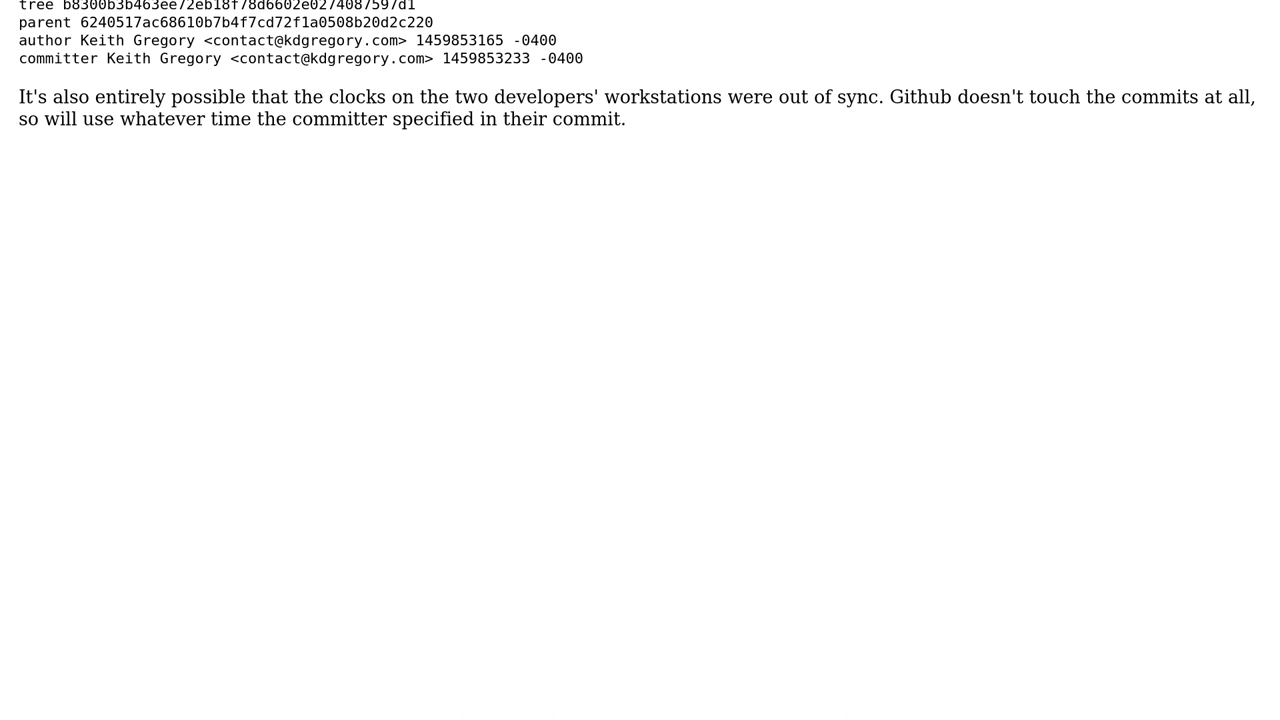 tree b8300b3b463ee72eb18f78d6602e0274087597d1
parent 6240517ac68610b7b4f7cd72f1a0508b20d2c220
author Keith Gregory <contact@kdgregory.com> 1459853165 -0400
committer Keith Gregory <contact@kdgregory.com> 1459853233 -0400
It's also entirely possible that the clocks on the two developers' workstations were out of sync. Github doesn't touch the commits at all,
so will use whatever time the committer specified in their commit.